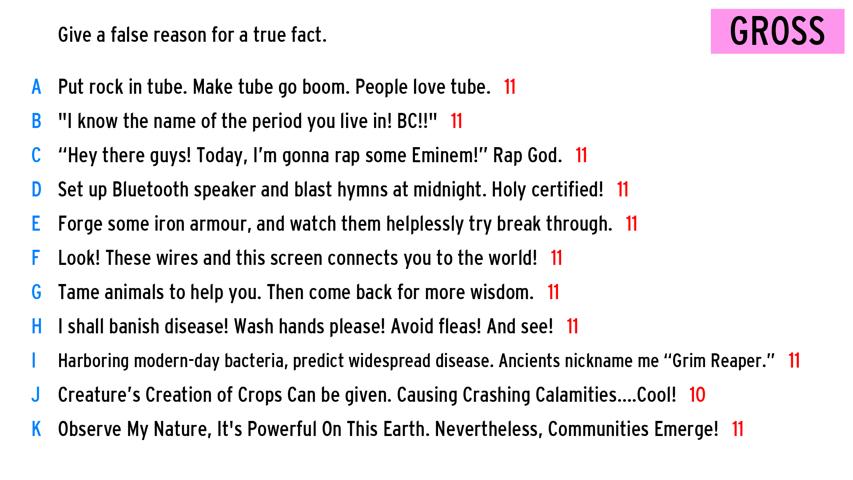 Give a false reason for a true fact.
GROSS
A Put rock in tube. Make tube go boom. People love tube. 11
B "I know the name of the period you live in! BC!!" 11
C “Hey there guys! Today, I’m gonna rap some Eminem!” Rap God. 11
D Set up Bluetooth speaker and blast hymns at midnight. Holy certified! 11
E Forge some iron armour, and watch them helplessly try break through. 11
F Look! These wires and this screen connects you to the world! 11
G Tame animals to help you. Then come back for more wisdom. 11
H I shall banish disease! Wash hands please! Avoid fleas! And see! 11
I Harboring modern-day bacteria, predict widespread disease. Ancients nickname me “Grim Reaper.” 11
J Creature’s Creation of Crops Can be given. Causing Crashing Calamities....Cool! 10
K Observe My Nature, It's Powerful On This Earth. Nevertheless, Communities Emerge! 11